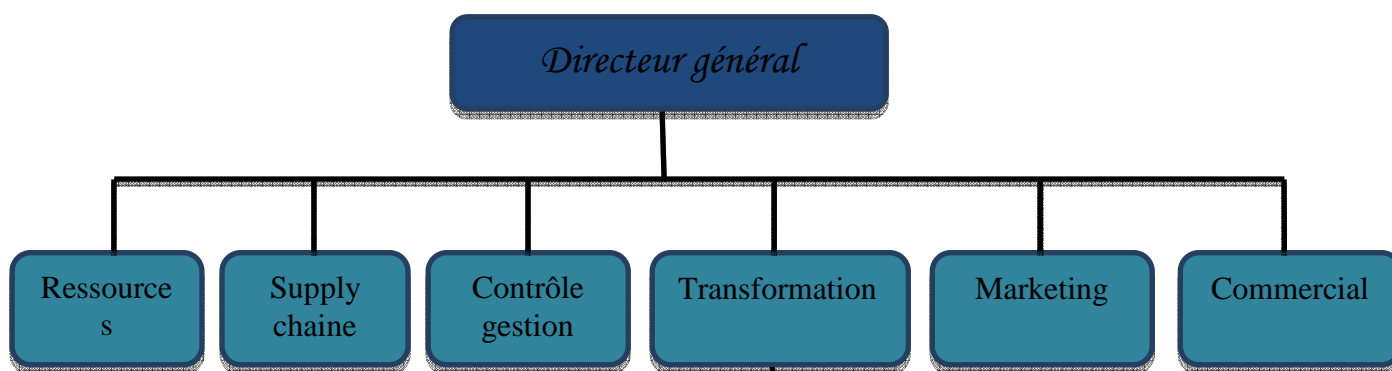 Directeur général
Ressource
s
Supply
chaine
Contrôle
gestion
Transformation
Marketing
Commercial